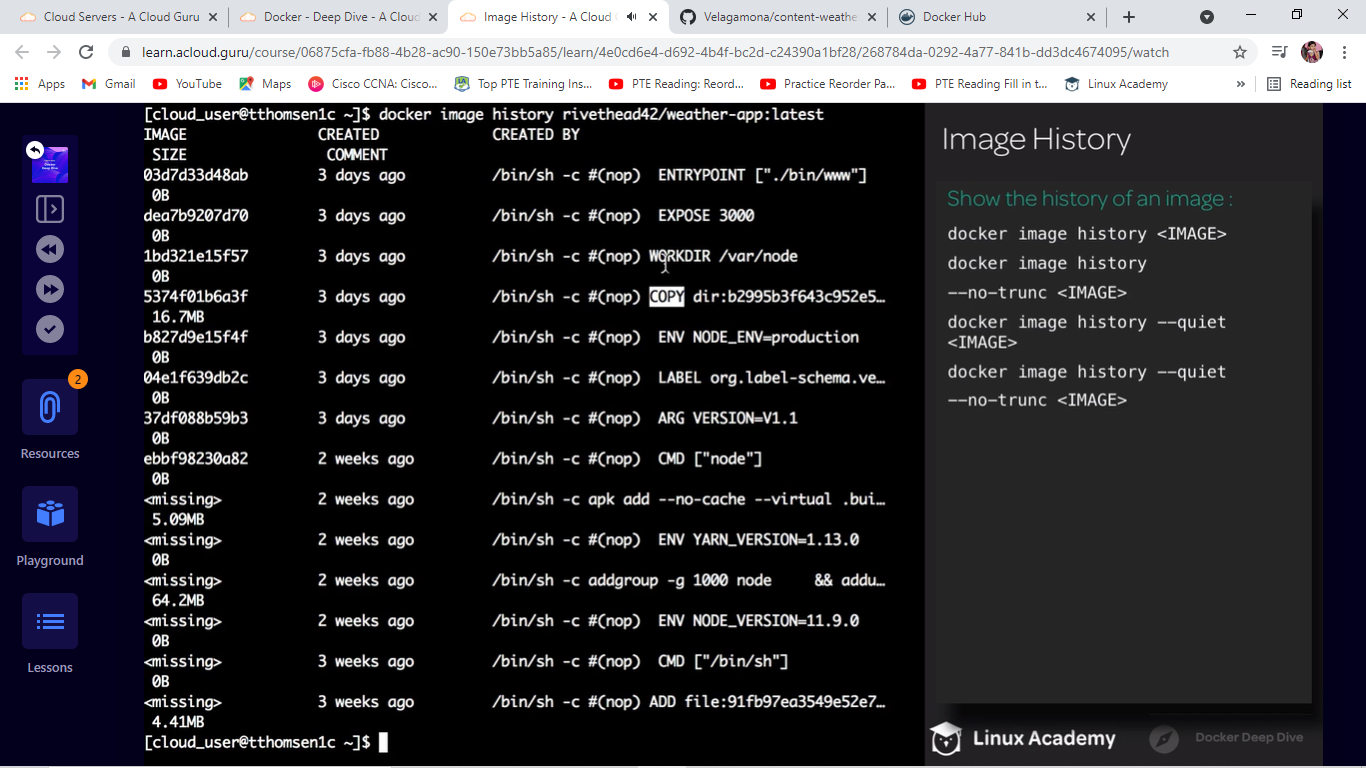 Cloud Servers - A Cloud Guru
Docker - Deep Dive - A Cloud
Image History - A Cloud
Velagamona/content-weathe
Docker Hub
learn.acloud.guru/course/06875cfa-fb88-4b28-ac90-150e73bb5a85/learn/4e0cd6e4-d692-4b4f-bc2d-c24390a1bf28/268784da-0292-4a77-841b-dd3dc4674095/watch
Apps
Gmail
YouTube
Maps
Cisco CCNA: Cisco...
Top PTE Training Ins...
PTE Reading: Reord...
Practice Reorder Pa...
PTE Reading Fill in t...
Linux Academy
»
Reading list
2
Resources
Playground
Lessons
[cloud_user@tthomsen1c ~]$ docker image history rivethead42/weather-app:latest
IMAGE CREATED CREATED BY
SIZE COMMENT
03d7d33d48ab 3 days ago /bin/sh -c #(nop) ENTRYPOINT ["./bin/www"]
0B
dea7b9207d70 3 days ago /bin/sh -c #(nop) EXPOSE 3000
0B
1bd321e15f57 3 days ago /bin/sh -c #(nop) WORKDIR /var/node
0B
5374f01b6a3f 3 days ago /bin/sh -c #(nop) COPY dir:b2995b3f643c952e5…
16.7MB
b827d9e15f4f 3 days ago /bin/sh -c #(nop) ENV NODE_ENV=production
0B
04e1f639db2c 3 days ago /bin/sh -c #(nop) LABEL org.label-schema.ve…
0B
37df088b59b3 3 days ago /bin/sh -c #(nop) ARG VERSION=V1.1
0B
ebbf98230a82 2 weeks ago /bin/sh -c #(nop) CMD ["node"]
0B
<missing> 2 weeks ago /bin/sh -c apk add --no-cache --virtual .bui…
5.09MB
<missing> 2 weeks ago /bin/sh -c #(nop) ENV YARN_VERSION=1.13.0
0B
<missing> 2 weeks ago /bin/sh -c addgroup -g 1000 node && addu…
64.2MB
<missing> 2 weeks ago /bin/sh -c #(nop) ENV NODE_VERSION=11.9.0
0B
<missing> 3 weeks ago /bin/sh -c #(nop) CMD ["/bin/sh"]
0B
<missing> 3 weeks ago /bin/sh -c #(nop) ADD file:91fb97ea3549e52e7…
4.41MB
[cloud_user@tthomsen1c ~]$
Image History
Show the history of an image :
docker image history <IMAGE>
docker image history
--no-trunc <IMAGE>
docker image history --quiet
<IMAGE>
docker image history --quiet
--no-trunc <IMAGE>
Linux Academy
Docker Deep Dive